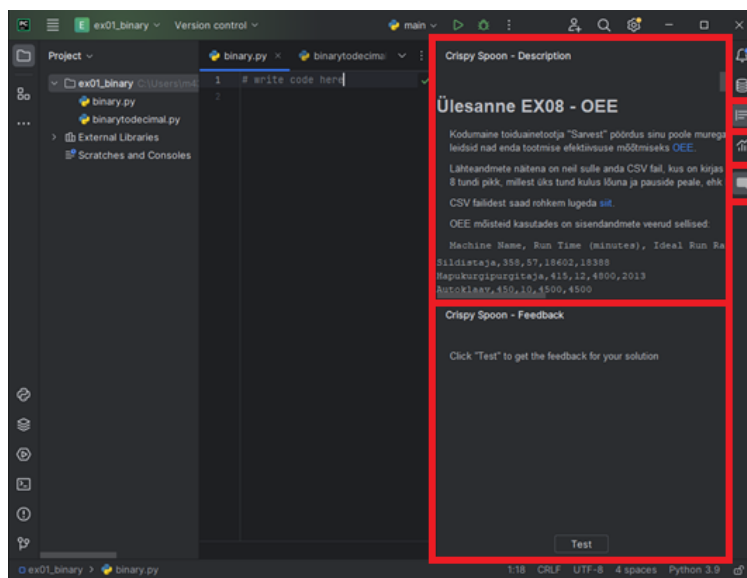 PC E ex01_binary Version control main
Project
ex01_binary C:\Users\m4
binary.py
binarytodecimal.py
External Libraries
Scratches and Consoles
binary.py binarytodecima
1 # write code here
2
Crispy Spoon - Description
Ülesanne EX08 - OEE
Kodumaine toiduainetootja "Sarvest" pöördus sinu poole murega
leidsid nad enda tootmise efektiivsuse mõõtmiseks OEE.
Lähteandmete näitena on neil sulle anda CSV fail, kus on kirjas
8 tundi pikk, millest üks tund kulus lõuna ja pauside peale, ehk
CSV failidest saad rohkem lugeda siit.
OEE mõisteid kasutades on sisendandmete veerud sellised:
Machine Name, Run Time (minutes), Ideal Run Ra
Sildistaja,358,57,18602,18388
Hapukurgipurgitaja,415,12,4800,2013
Autoklaav,450,10,4500,4500
Crispy Spoon - Feedback
Click "Test" to get the feedback for your solution
Test
ex01_binary > binary.py 1:18 CRLF UTF-8 4 spaces Python 3.9